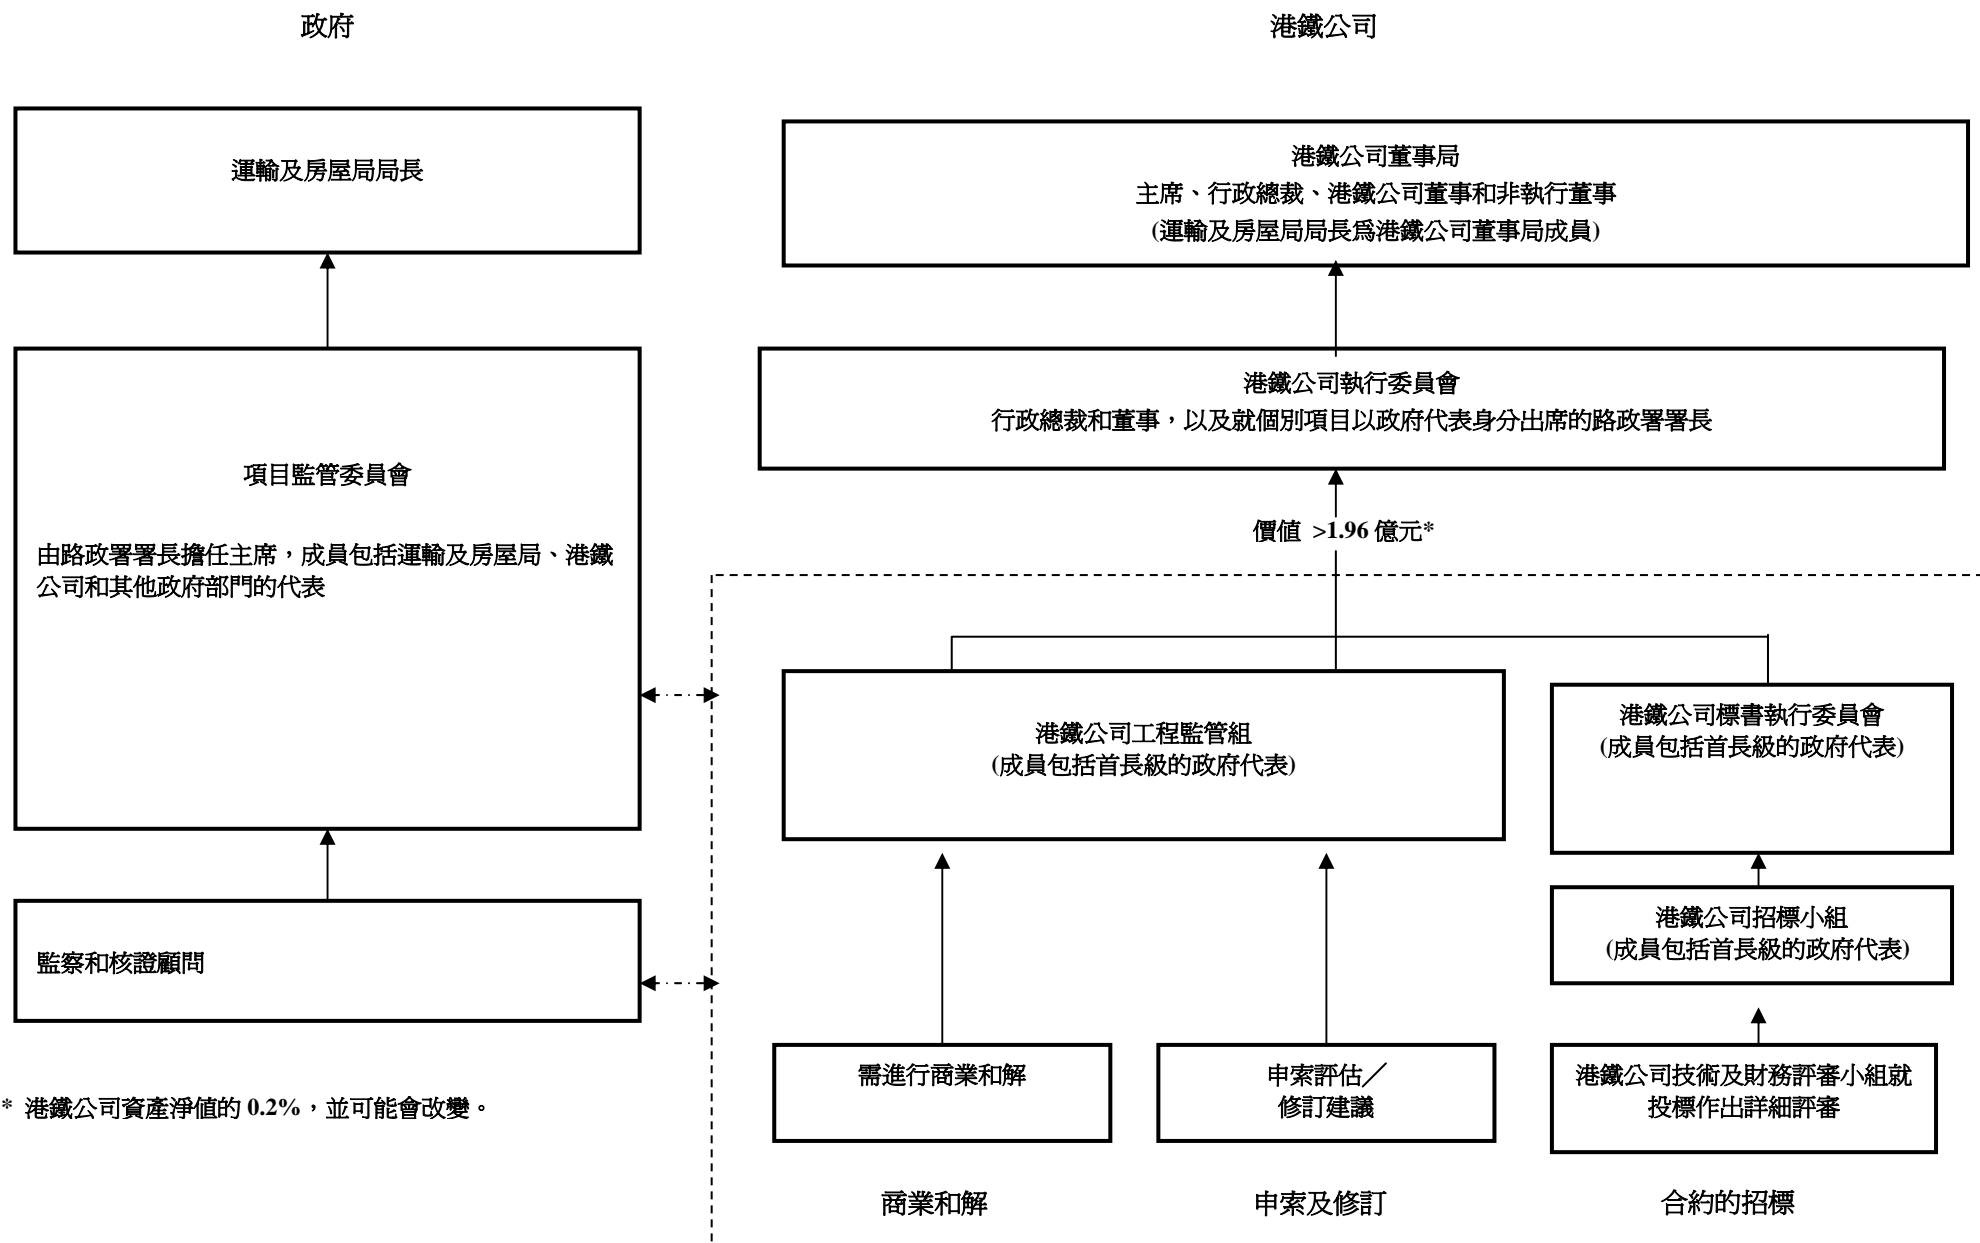 政府
港鐵公司
運輸及房屋局局長
港鐵公司董事局
主席、行政總裁、港鐵公司董事和非執行董事
(運輸及房屋局局長為港鐵公司董事局成員)
項目監管委員會
由路政署署長擔任主席，成員包括運輸及房屋局、港鐵
公司和其他政府部門的代表
港鐵公司執行委員會
行政總裁和董事，以及就個別項目以政府代表身分出席的路政署署長
價值 >1.96 億元*
港鐵公司工程監管組
(成員包括首長級的政府代表)
港鐵公司標書執行委員會
(成員包括首長級的政府代表)
港鐵公司招標小組
(成員包括首長級的政府代表)
監察和核證顧問
需進行商業和解
申索評估／
修訂建議
港鐵公司技術及財務評審小組就
投標作出詳細評審
* 港鐵公司資產淨值的 0.2%，並可能會改變。
商業和解
申索及修訂
合約的招標